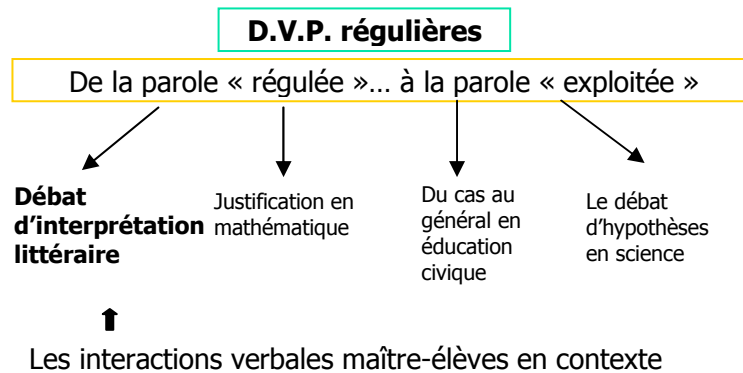 D.V.P. régulières
De la parole « régulée »… à la parole « exploitée »
Débat
d’interprétation
littéraire
Justification en
mathématique
Du cas au
général en
éducation
civique
Le débat
d’hypothèses
en science
Les interactions verbales maître-élèves en contexte